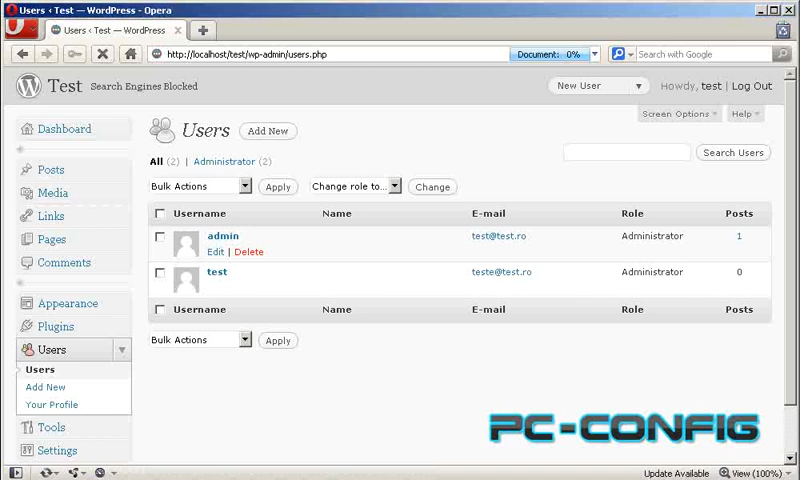 Users ‹ Test — WordPress - Opera
Users ‹ Test — WordPress
http://localhost/test/wp-admin/users.php
Document: 0%
Search with Google
Test
Search Engines Blocked
New User
Howdy, test | Log Out
Screen Options
Help
Dashboard
Posts
Media
Links
Pages
Comments
Appearance
Plugins
Users
Users
Add New
Your Profile
Tools
Settings
Users
Add New
All (2) | Administrator (2)
Search Users
Bulk Actions
Apply
Change role to...
Change
Username Name E-mail Role Posts
admin test@test.ro Administrator 1
Edit | Delete
test teste@test.ro Administrator 0
Username Name E-mail Role Posts
Bulk Actions
Apply
PC-CONFIG
Update Available
View (100%)